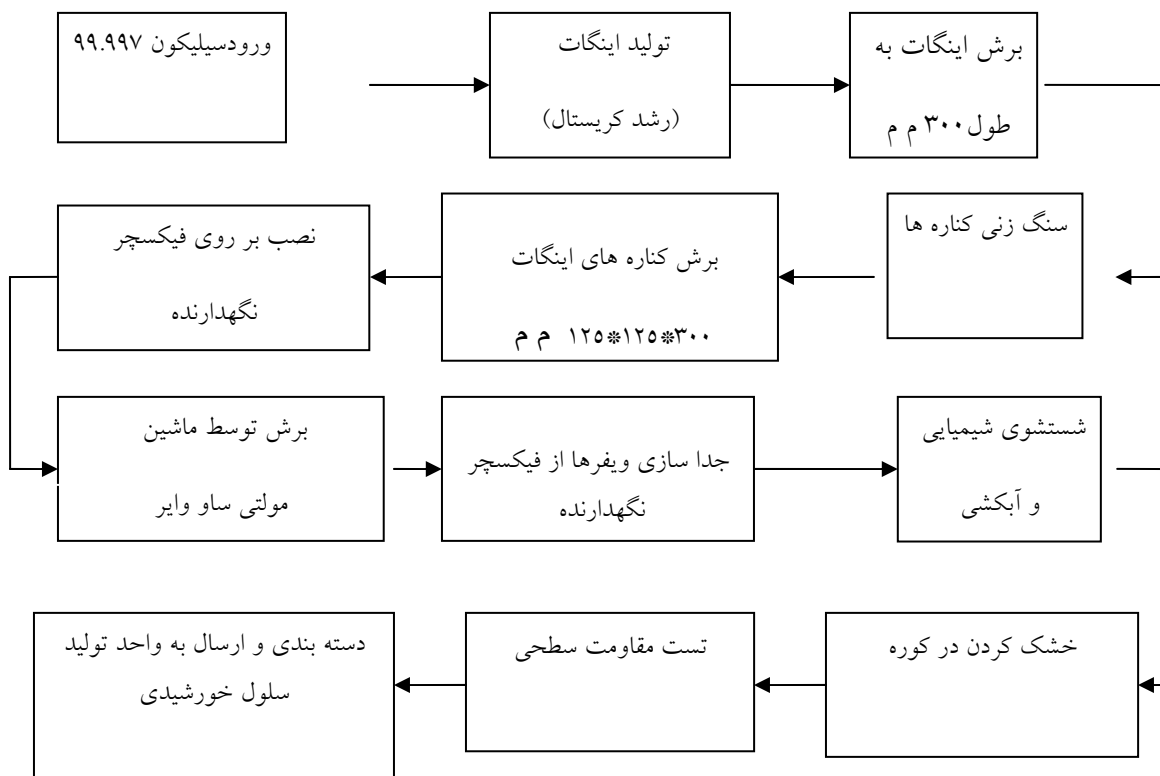 ورودسیلیکون ۹۹.۹۹۷
تولید اینگات
(رشد کریستال)
برش اینگات به
طول۳۰۰ م م
سنگ زنی کناره ها
برش کناره های اینگات
۱۲۵*۱۲۵*۳۰۰ م م
نصب بر روی فیکسچر
نگهدارنده
برش توسط ماشین
مولتی ساو وایر
جدا سازی ویفرها از فیکسچر
نگهدارنده
شستشوی شیمیایی
و آبکشی
خشک کردن در کوره
تست مقاومت سطحی
دسته بندی و ارسال به واحد تولید
سلول خورشیدی